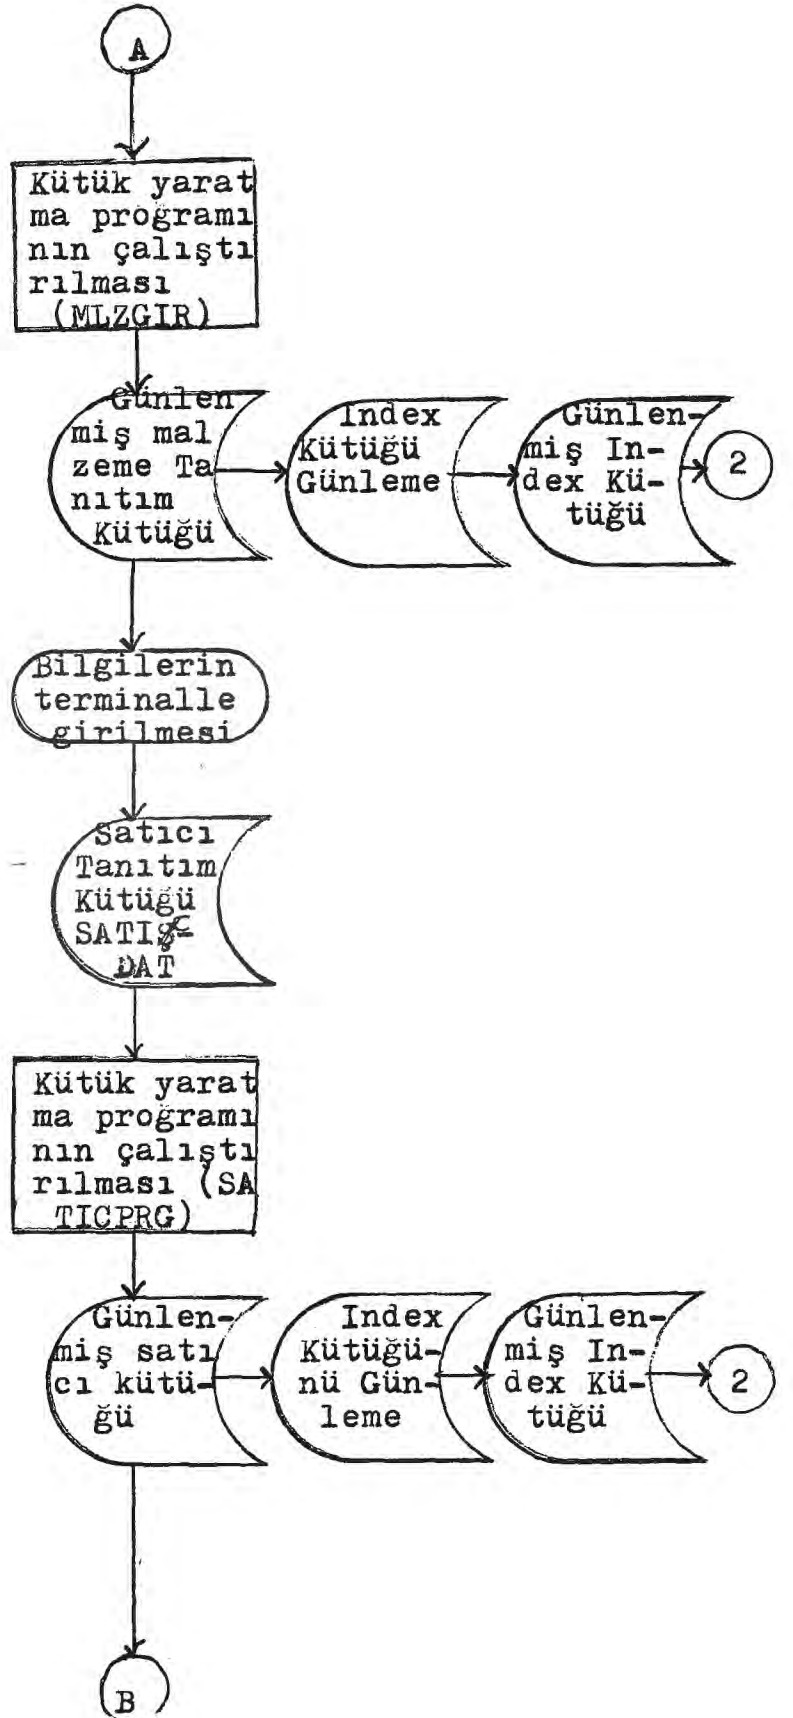 A
Kütük yarat
ma programı
nın çalıştı
rılması
(MLZGIR)
Günlen
miş mal
zeme Ta
nıtım
Kütüğü
Index
Kütüğü
Günleme
Günlen-
miş In-
dex Kü-
tüğü
2
Bilgilerin
terminalle
girilmesi
Satıcı
Tanıtım
Kütüğü
SATIC-
DAT
Kütük yarat
ma programı
nın çalıştı
rılması (SA
TICPRG)
Günlen-
miş satı
cı kütü-
ğü
Index
Kütüğü-
nü Gün-
leme
Günlen-
miş In-
dex Kü-
tüğü
2
B